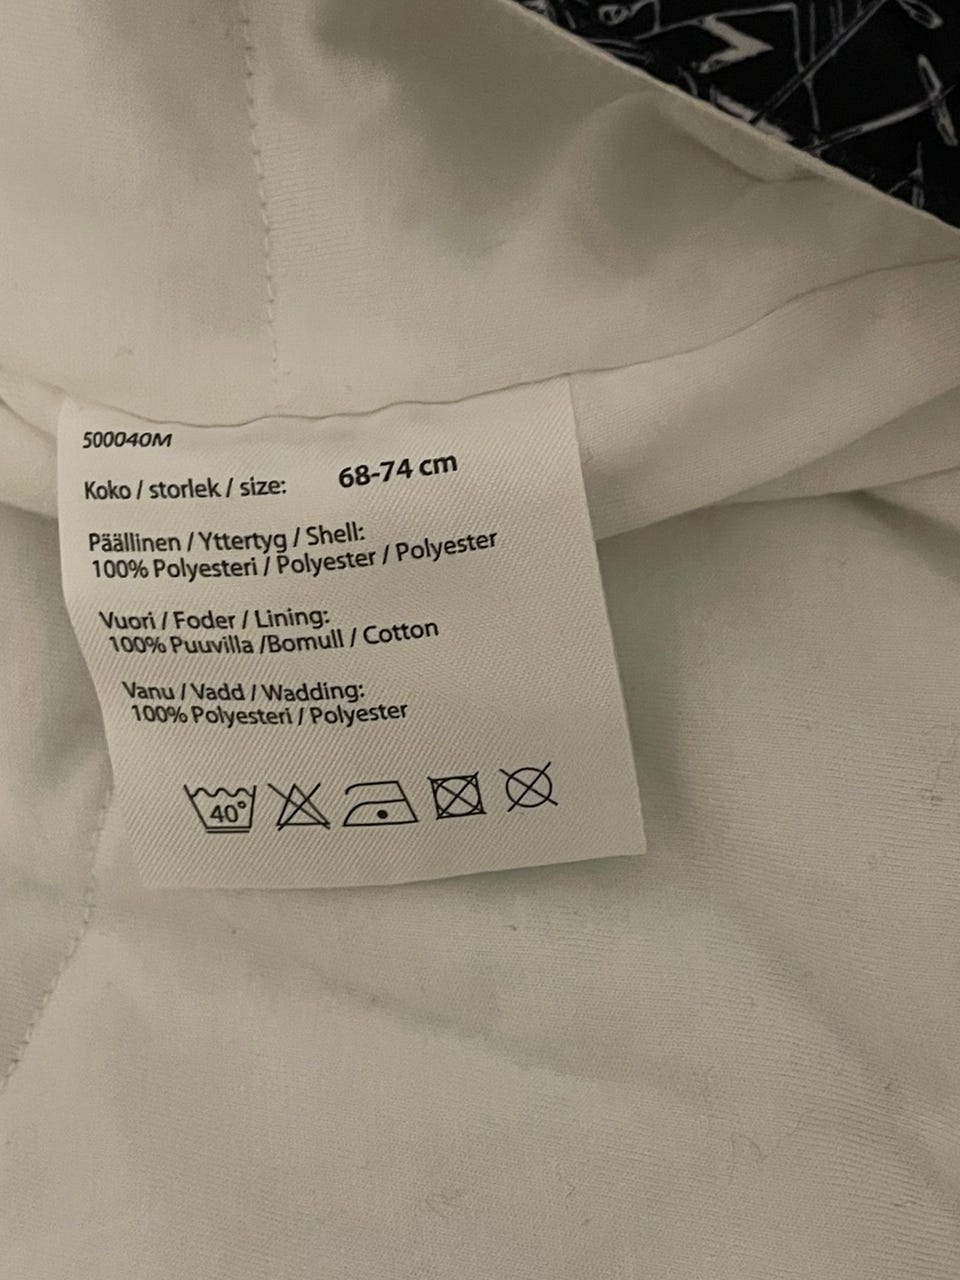 500040M
Koko / storlek / size: 68-74 cm
Päällinen / Yttertyg / Shell:
100% Polyesteri / Polyester / Polyester
Vuori / Foder / Lining:
100% Puuvilla /Bomull / Cotton
Vanu / Vadd / Wadding:
100% Polyesteri / Polyester
40°